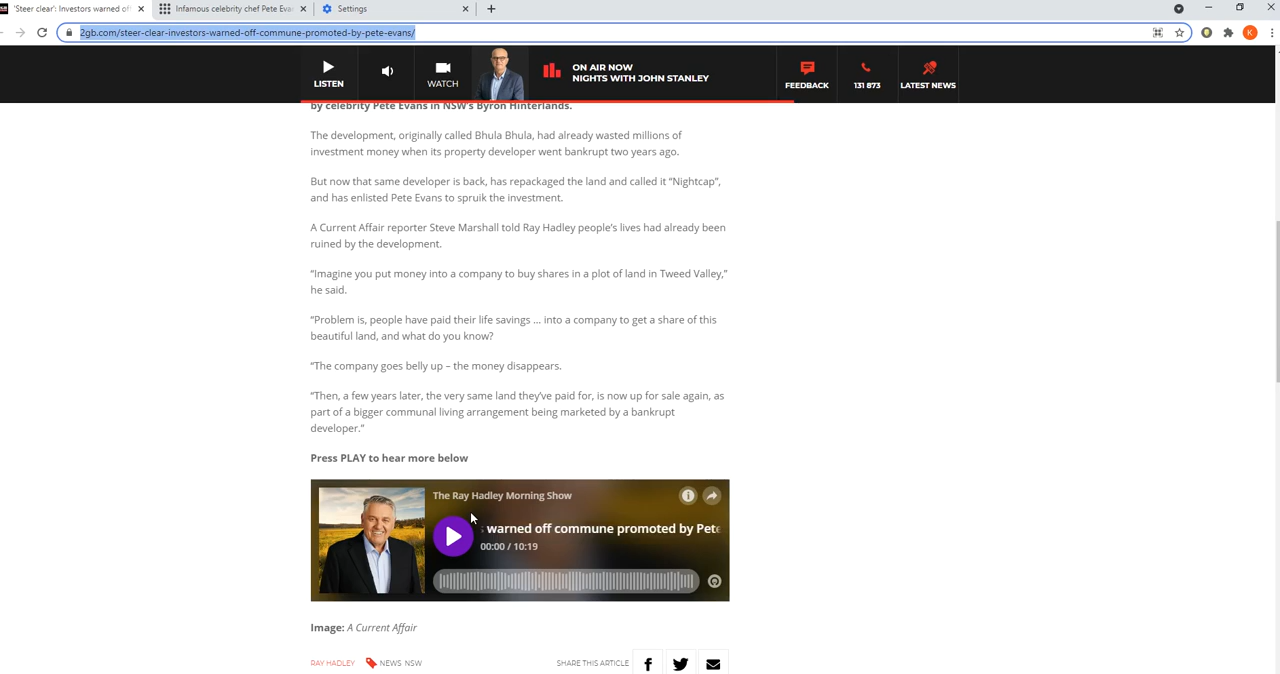 'Steer clear': Investors warned of
Infamous celebrity chef Pete Eva
Settings
2gb.com/steer-clear-investors-warned-off-commune-promoted-by-pete-evans/
K
LISTEN
WATCH
ON AIR NOW
NIGHTS WITH JOHN STANLEY
FEEDBACK
131 873
LATEST NEWS
by celebrity Pete Evans in NSW's Byron Hinterlands.
The development, originally called Bhula Bhula, had already wasted millions of
investment money when its property developer went bankrupt two years ago.
But now that same developer is back, has repackaged the land and called it “Nightcap”,
and has enlisted Pete Evans to spruik the investment.
A Current Affair reporter Steve Marshall told Ray Hadley people's lives had already been
ruined by the development.
“Imagine you put money into a company to buy shares in a plot of land in Tweed Valley,”
he said.
“Problem is, people have paid their life savings … into a company to get a share of this
beautiful land, and what do you know?
“The company goes belly up – the money disappears.
“Then, a few years later, the very same land they've paid for, is now up for sale again, as
part of a bigger communal living arrangement being marketed by a bankrupt
developer.”
Press PLAY to hear more below
The Ray Hadley Morning Show
warned off commune promoted by Pete
00:00 / 10:19
Image: A Current Affair
RAY HADLEY
NEWS NSW
SHARE THIS ARTICLE